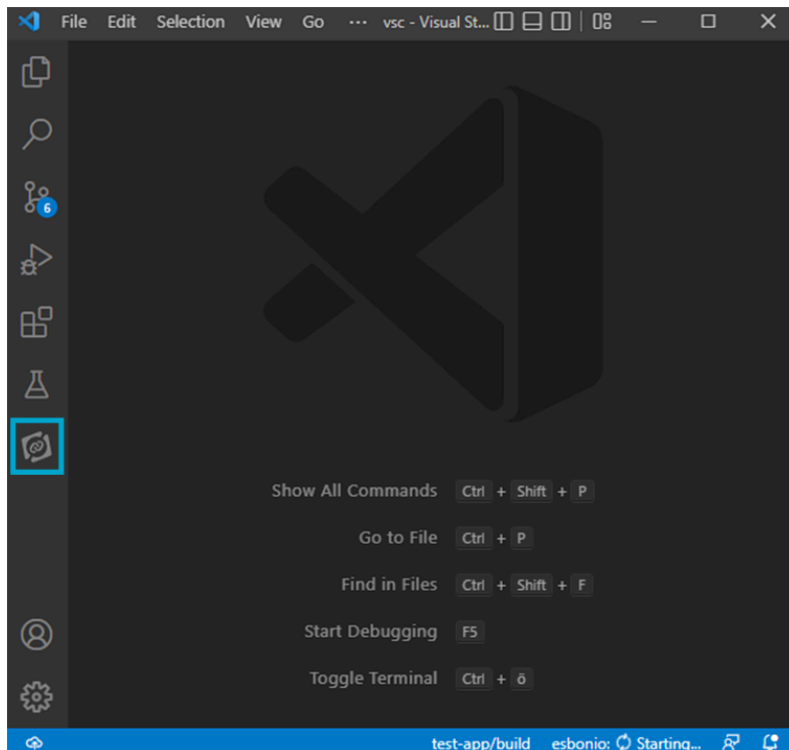 File Edit Selection View Go ··· vsc - Visual St...
6
Show All Commands Ctrl + Shift + P
Go to File Ctrl + P
Find in Files Ctrl + Shift + F
Start Debugging F5
Toggle Terminal Ctrl + ö
test-app/build esbonio: Starting...